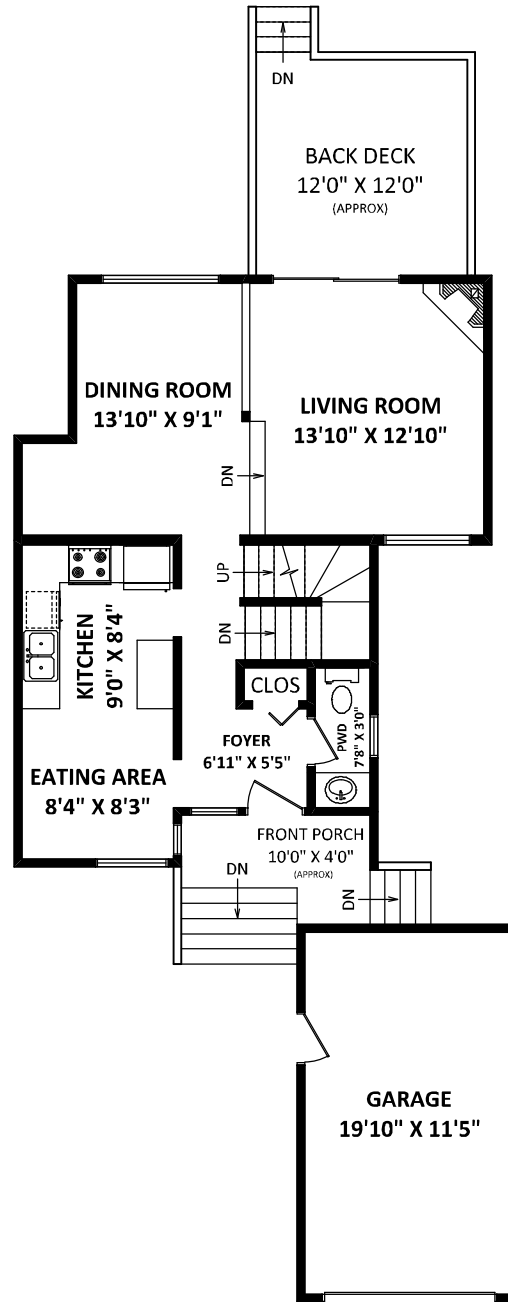 DN
BACK DECK
12'0" X 12'0"
(APPROX)
DINING ROOM
13'10" X 9'1"
LIVING ROOM
13'10" X 12'10"
DN
UP
DN
KITCHEN
9'0" X 8'4"
CLOS
FOYER
6'11" X 5'5"
PWD
7'8" X 3'0"
EATING AREA
8'4" X 8'3"
FRONT PORCH
10'0" X 4'0"
(APPROX)
DN
DN
GARAGE
19'10" X 11'5"